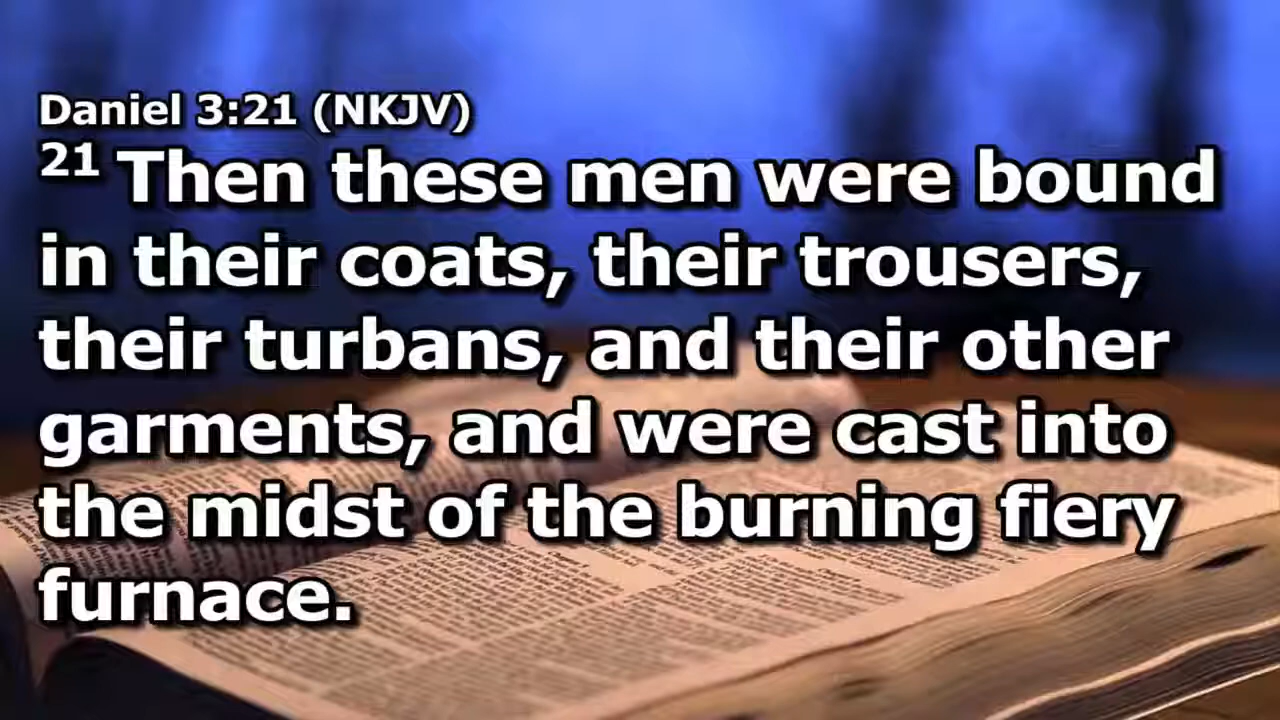 Daniel 3:21 (NKJV)
21 Then these men were bound
in their coats, their trousers,
their turbans, and their other
garments, and were cast into
the midst of the burning fiery
furnace.